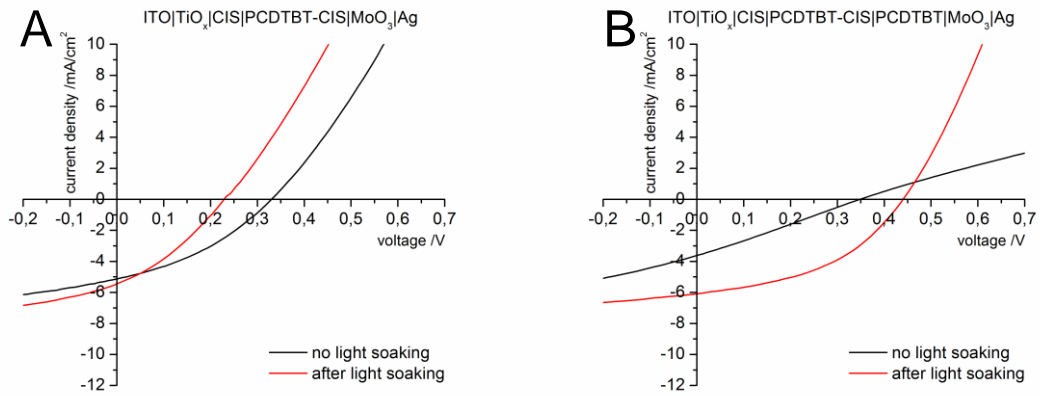 A
ITO|TiOₓ|CIS|PCDTBT-CIS|MoO₃|Ag
current density /mA/cm²
10
8
6
4
2
0
-2
-4
-6
-8
-10
-12
-0,2 -0,1 0,0 0,1 0,2 0,3 0,4 0,5 0,6 0,7
voltage /V
no light soaking
after light soaking
B
ITO|TiOₓ|CIS|PCDTBT-CIS|PCDTBT|MoO₃|Ag
current density /mA/cm²
10
8
6
4
2
0
-2
-4
-6
-8
-10
-12
-0,2 -0,1 0,0 0,1 0,2 0,3 0,4 0,5 0,6 0,7
voltage /V
no light soaking
after light soaking